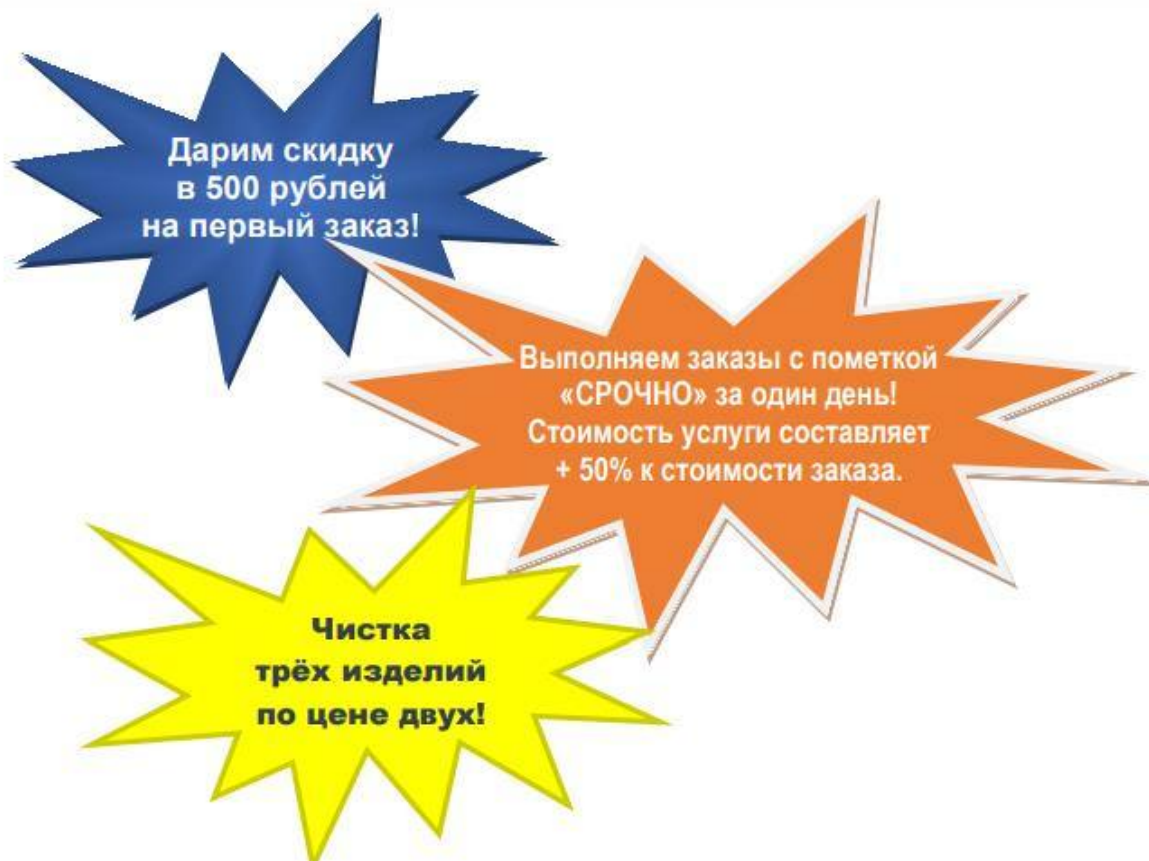 Дарим скидку
в 500 рублей
на первый заказ!
Выполняем заказы с пометкой
«СРОЧНО» за один день!
Стоимость услуги составляет
+ 50% к стоимости заказа.
Чистка
трёх изделий
по цене двух!